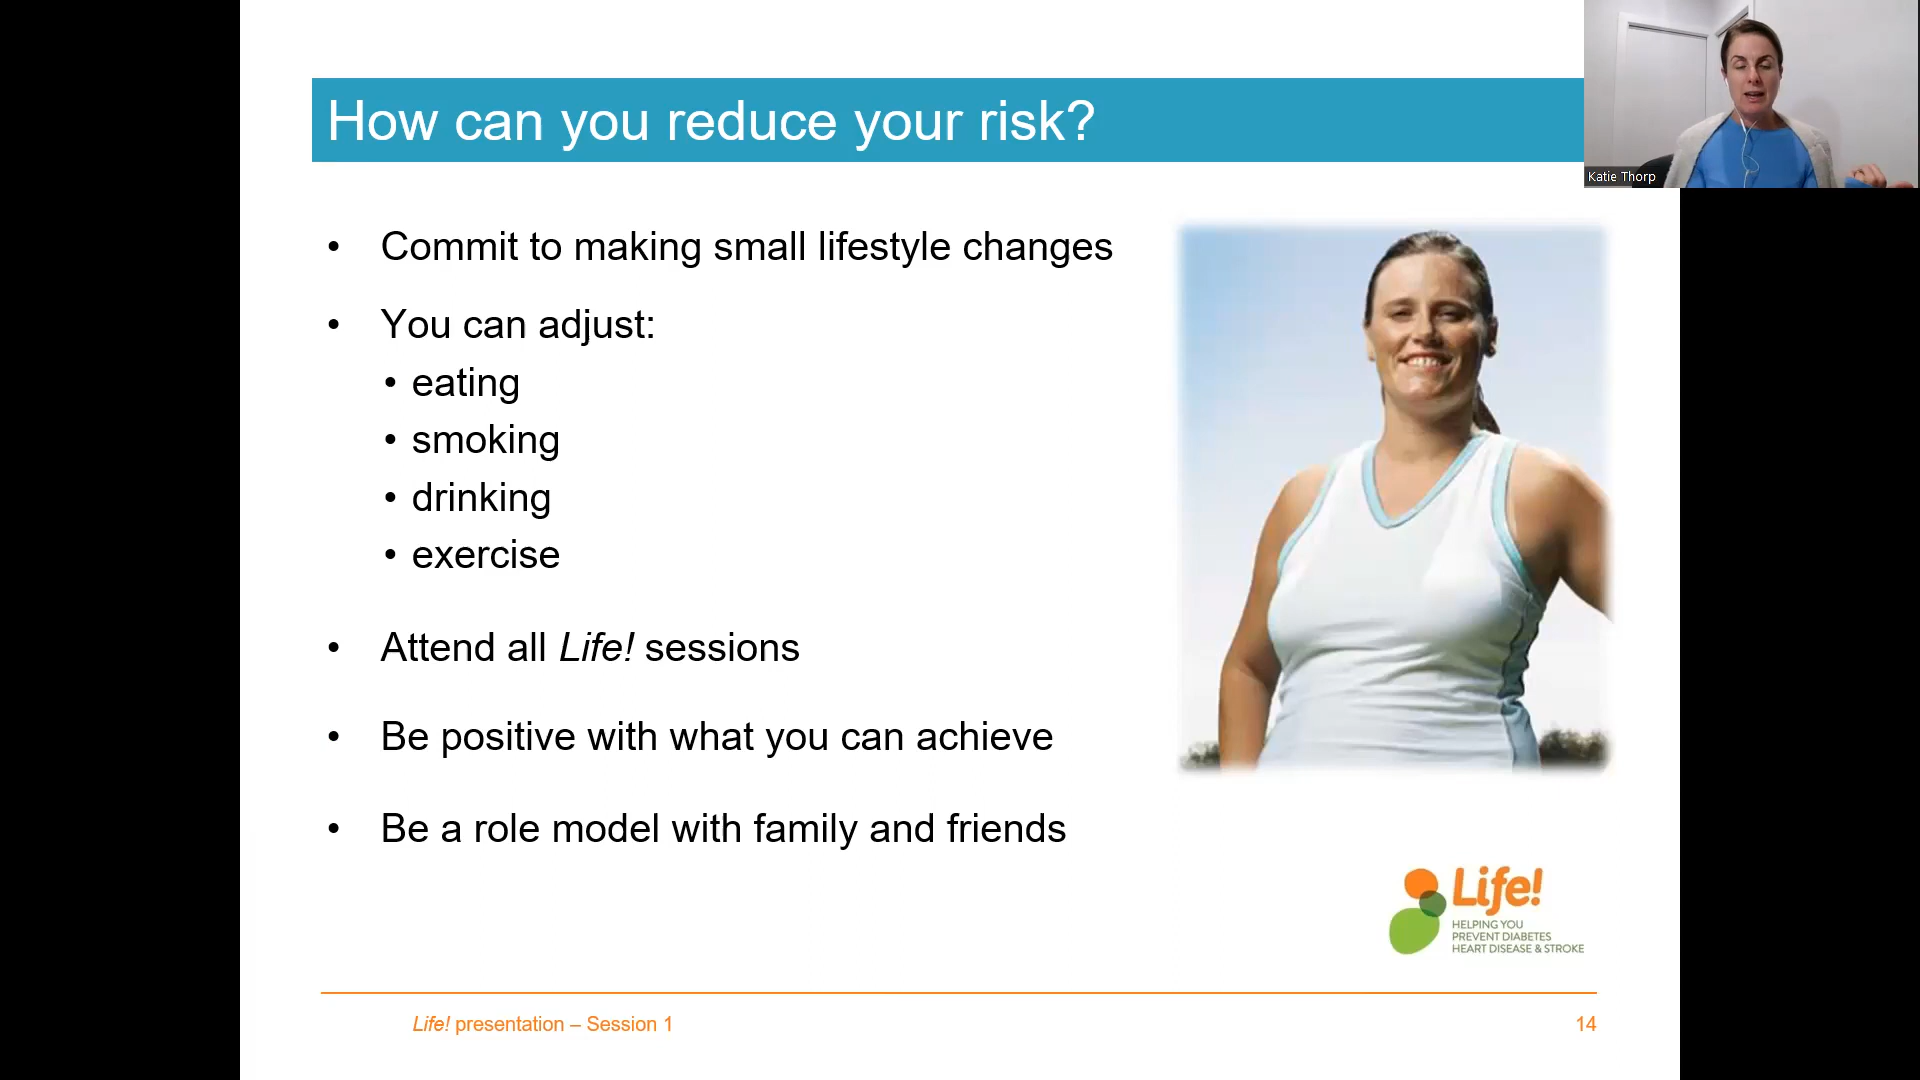 How can you reduce your risk?
Katie Thorp
• Commit to making small lifestyle changes
• You can adjust:
• eating
• smoking
• drinking
• exercise
• Attend all Life! sessions
• Be positive with what you can achieve
• Be a role model with family and friends
Life!
HELPING YOU
PREVENT DIABETES
HEART DISEASE & STROKE
Life! presentation – Session 1
14